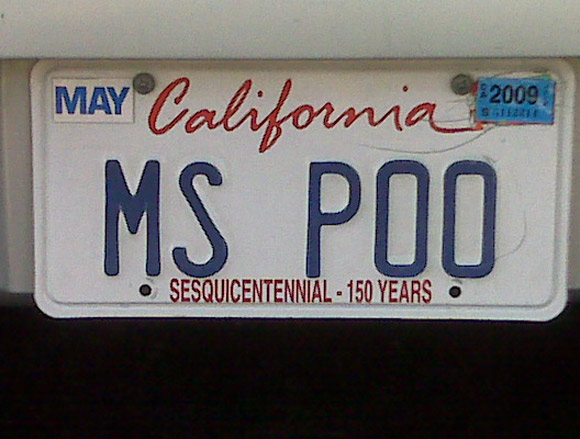 MAY California 2009
MS POO
SESQUICENTENNIAL - 150 YEARS